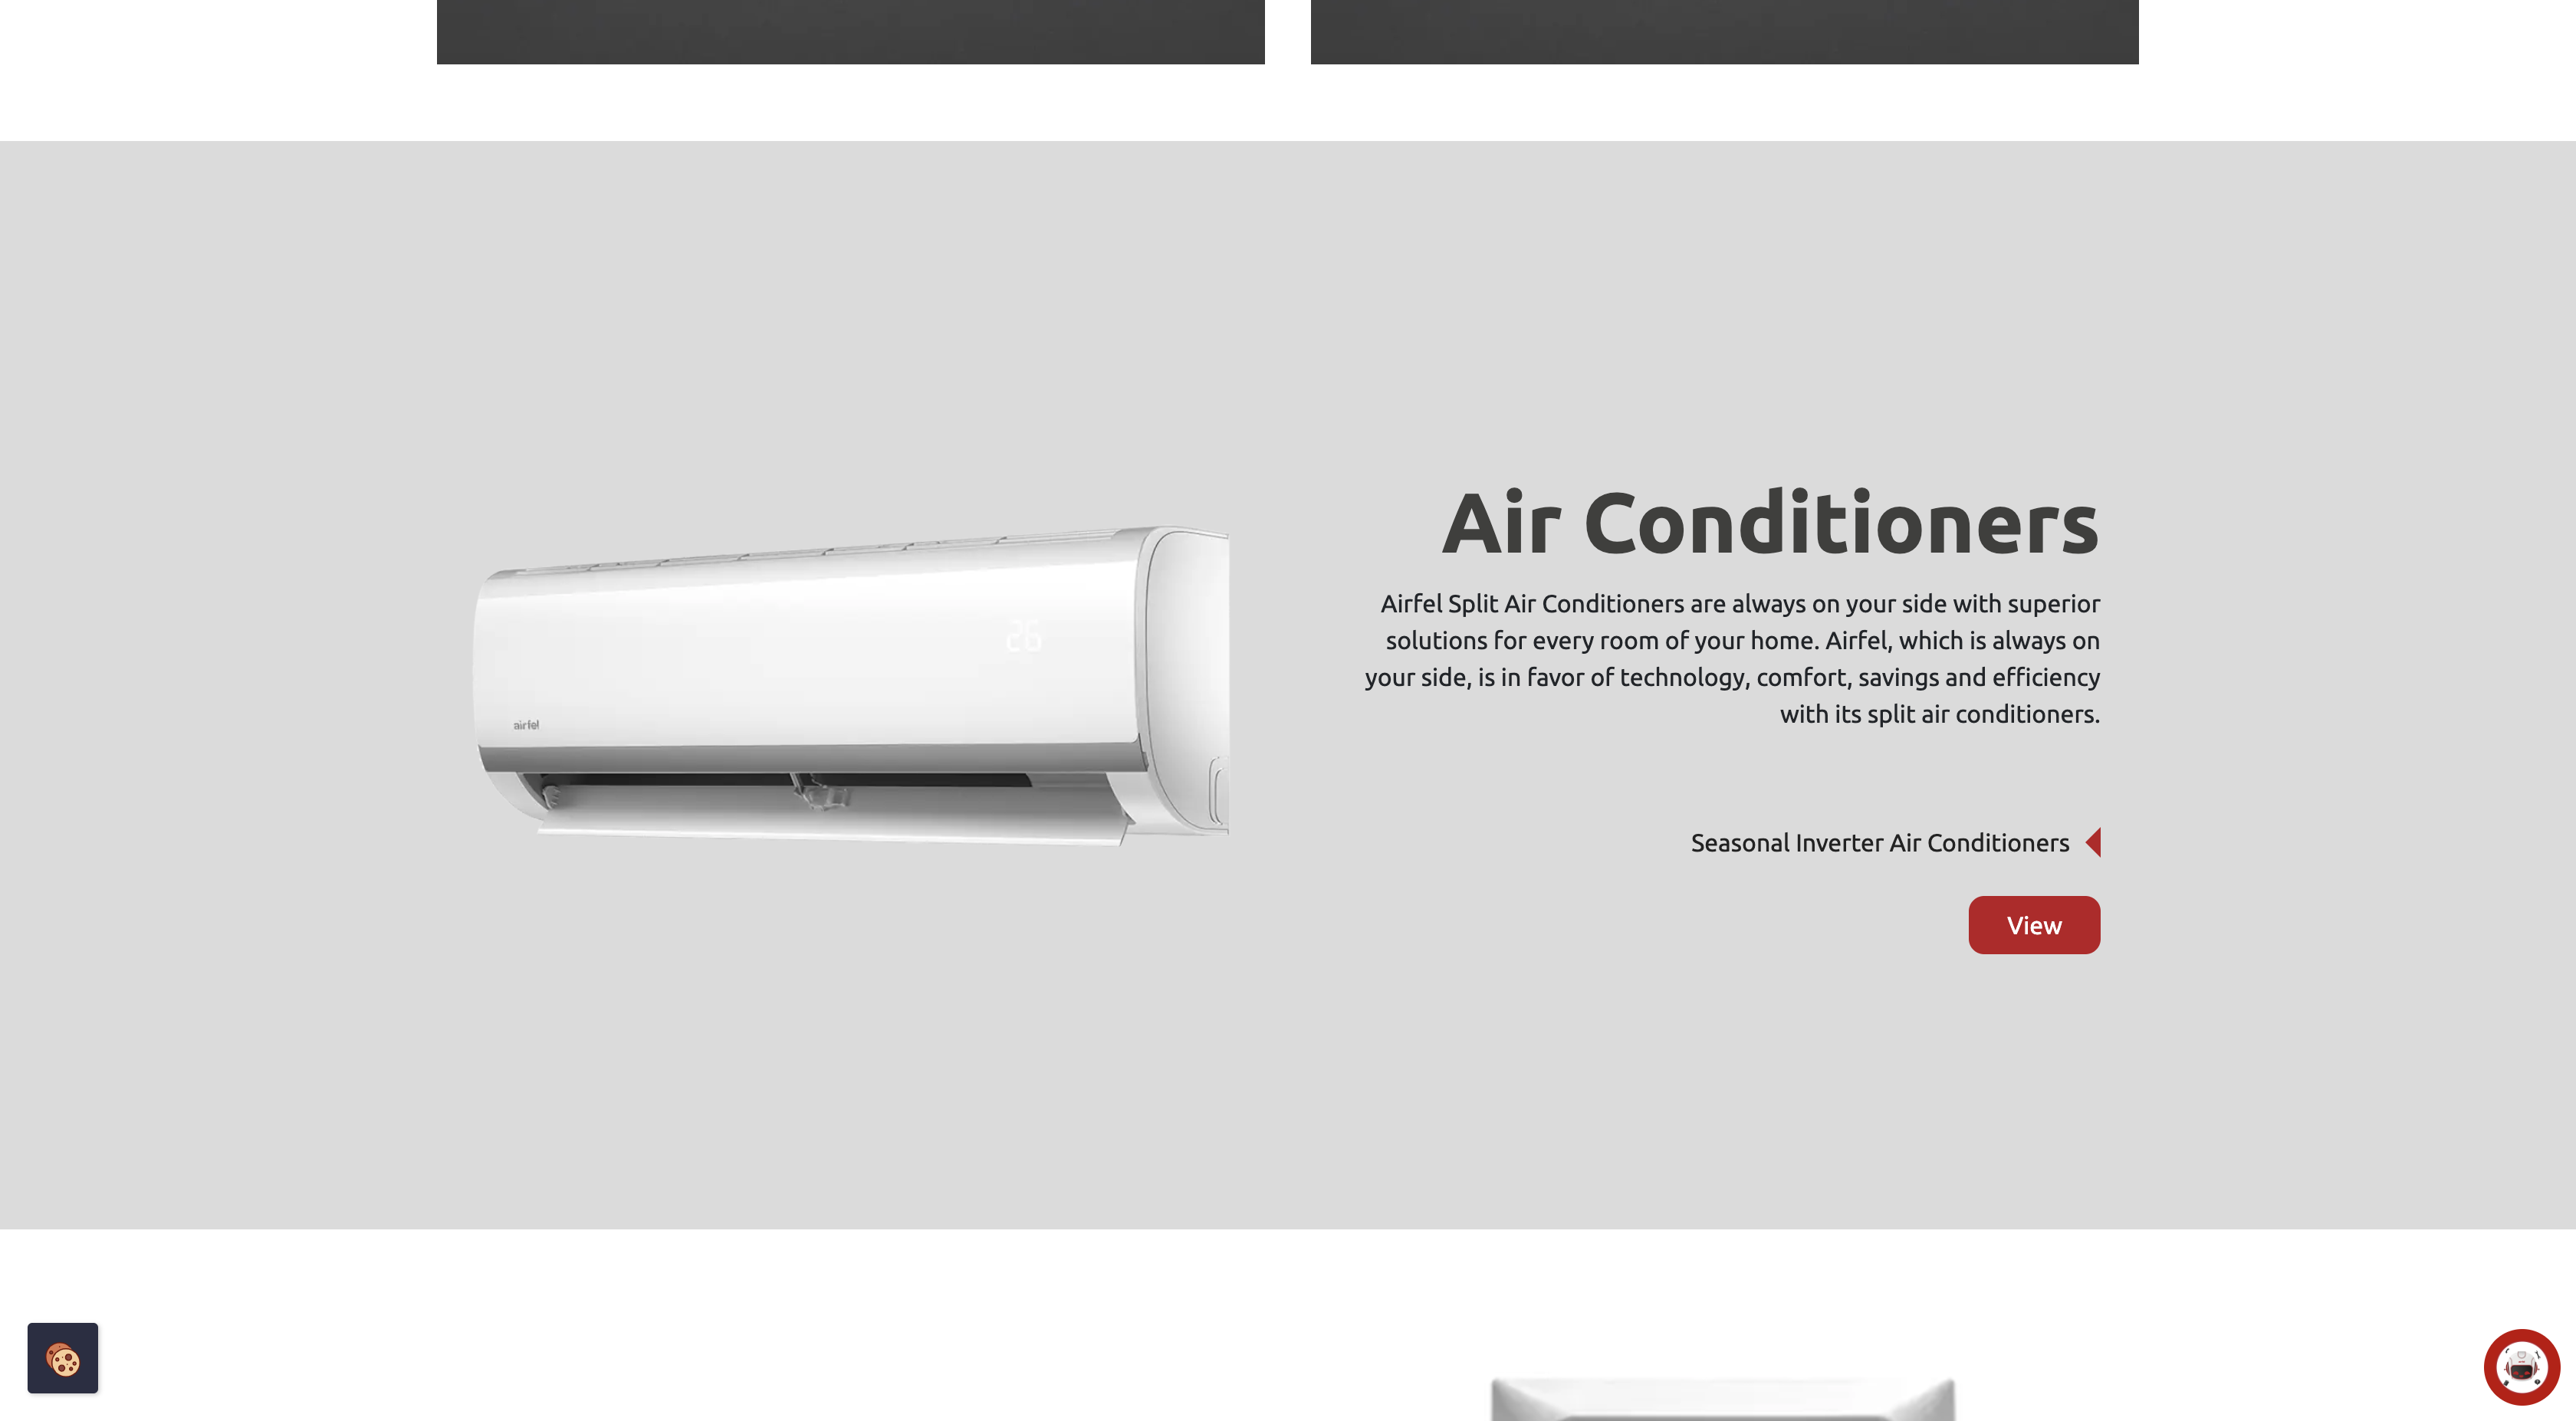 Air Conditioners
Airfel Split Air Conditioners are always on your side with superior
solutions for every room of your home. Airfel, which is always on
your side, is in favor of technology, comfort, savings and efficiency
with its split air conditioners.
26
airfel
Seasonal Inverter Air Conditioners
View